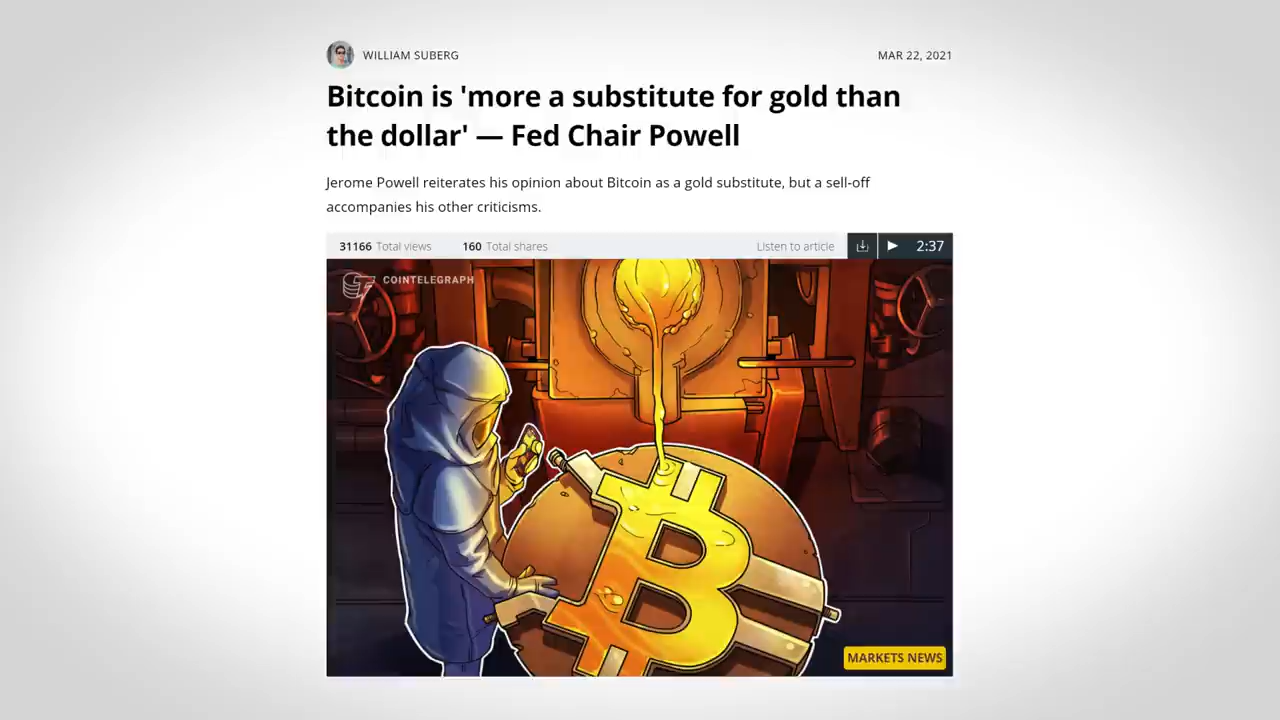 WILLIAM SUBERG
MAR 22, 2021
Bitcoin is 'more a substitute for gold than
the dollar' — Fed Chair Powell
Jerome Powell reiterates his opinion about Bitcoin as a gold substitute, but a sell-off
accompanies his other criticisms.
31166 Total views 160 Total shares Listen to article 2:37
COINTELEGRAPH
MARKETS NEWS